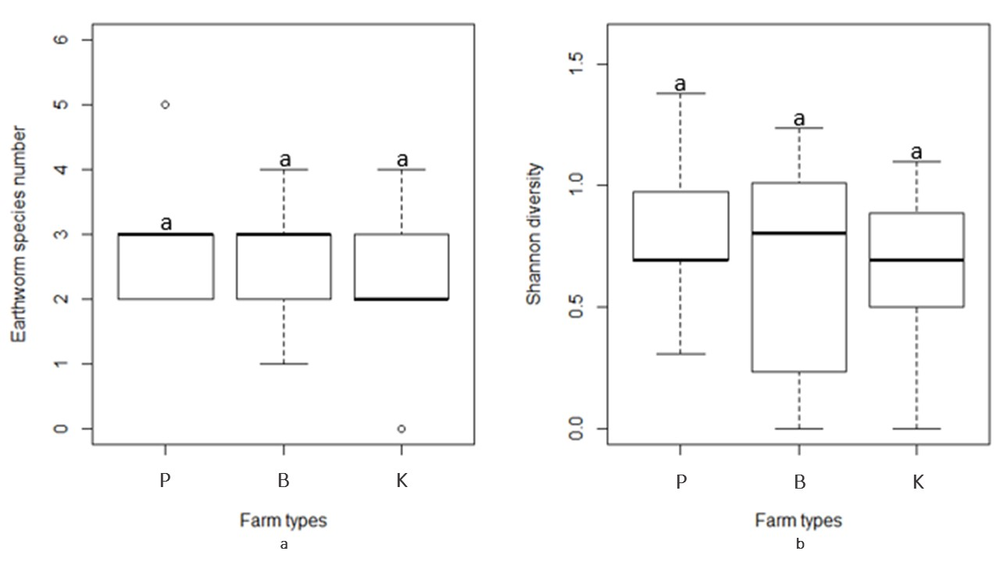 Earthworm species number
6
5
4
3
2
1
0
a
a
a
P
B
K
Farm types
a
Shannon diversity
1.5
1.0
0.5
0.0
a
a
a
P
B
K
Farm types
b